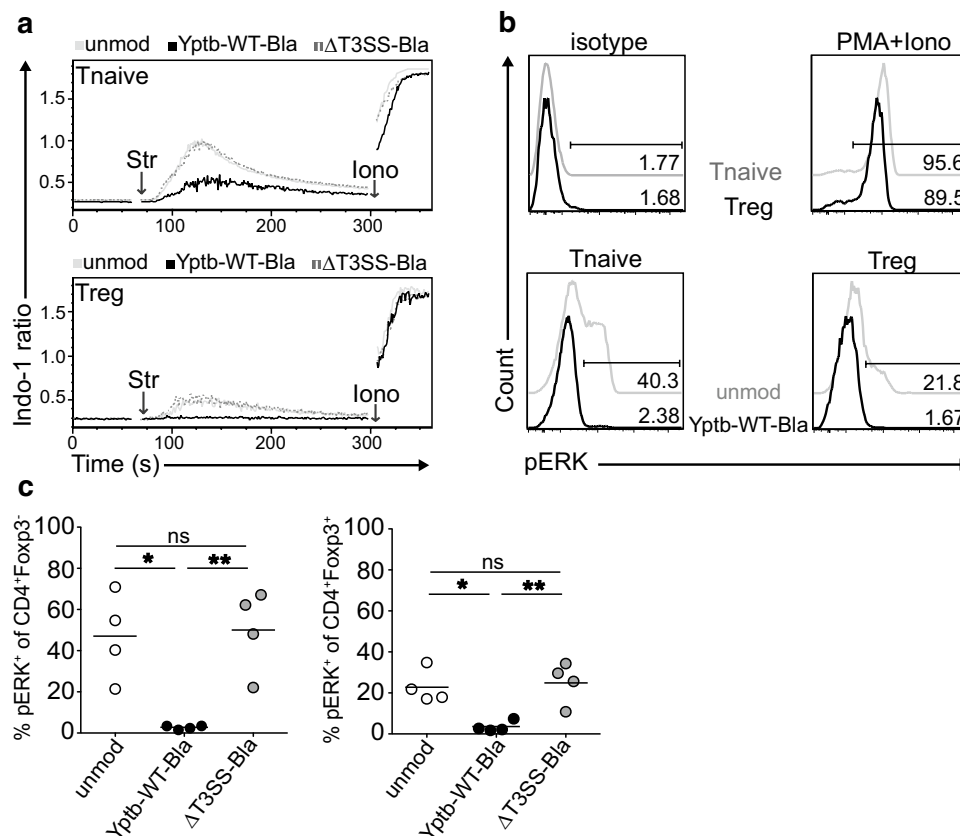 a
unmod Yptb-WT-Bla ΔT3SS-Bla
Tnaive
1.5
1.0
0.5
Str
Iono
0 100 200 300
unmod Yptb-WT-Bla ΔT3SS-Bla
Treg
1.5
1.0
0.5
Str
Iono
0 100 200 300
Indo-1 ratio
Time (s)
b
isotype
1.77
1.68
Tnaive
Treg
PMA+Iono
95.6
89.5
Tnaive
40.3
2.38
unmod
Yptb-WT-Bla
Treg
21.8
1.67
Count
pERK
c
% pERK⁺ of CD4⁺Foxp3⁻
100
80
60
40
20
0
ns
* **
unmod
Yptb-WT-Bla
ΔT3SS-Bla
% pERK⁺ of CD4⁺Foxp3⁺
100
80
60
40
20
0
ns
* **
unmod
Yptb-WT-Bla
ΔT3SS-Bla